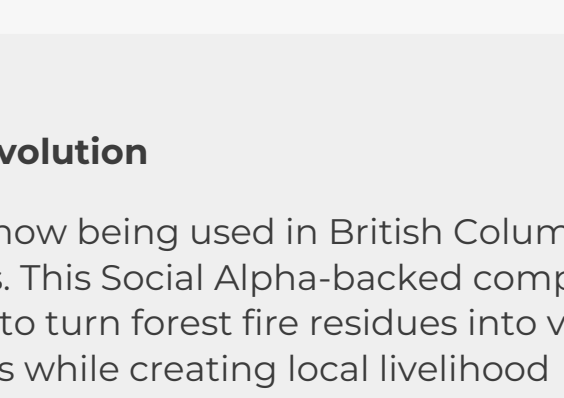 volution
now being used in British Colum
s. This Social Alpha-backed comp
to turn forest fire residues into v
s while creating local livelihood